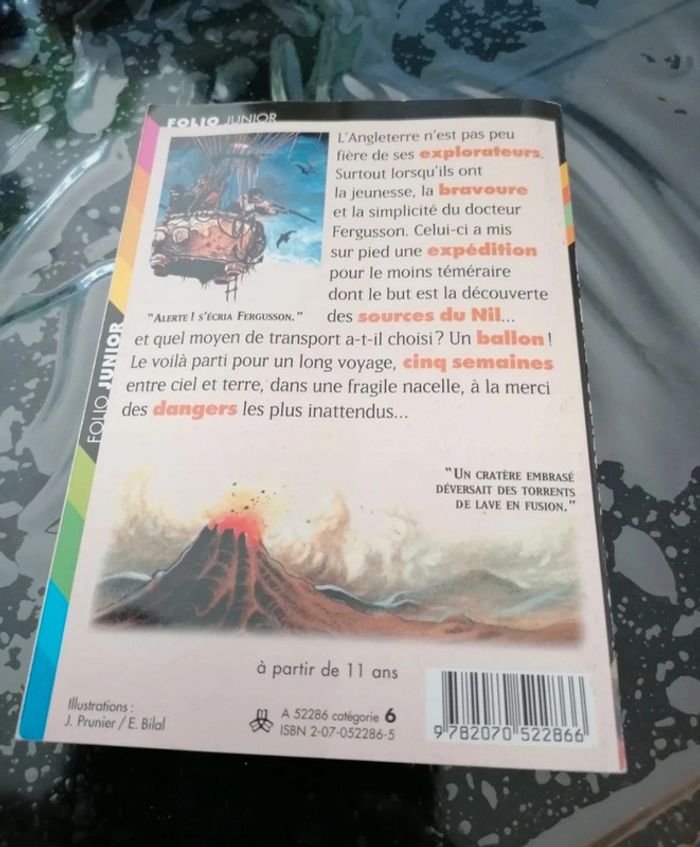 FOLIO JUNIOR
L'Angleterre n'est pas peu
fière de ses explorateurs.
Surtout lorsqu'ils ont
la jeunesse, la bravoure
et la simplicité du docteur
Fergusson. Celui-ci a mis
sur pied une expédition
pour le moins téméraire
dont le but est la découverte
"ALERTE ! S'ÉCRIA FERGUSSON."
des sources du Nil...
et quel moyen de transport a-t-il choisi ? Un ballon !
Le voilà parti pour un long voyage, cinq semaines
entre ciel et terre, dans une fragile nacelle, à la merci
des dangers les plus inattendus...
FOLIO JUNIOR
"UN CRATÈRE EMBRASÉ
DÉVERSAIT DES TORRENTS
DE LAVE EN FUSION."
à partir de 11 ans
Illustrations :
J. Prunier / E. Bilal
A 52286 catégorie 6
ISBN 2-07-052286-5
9 782070 522866